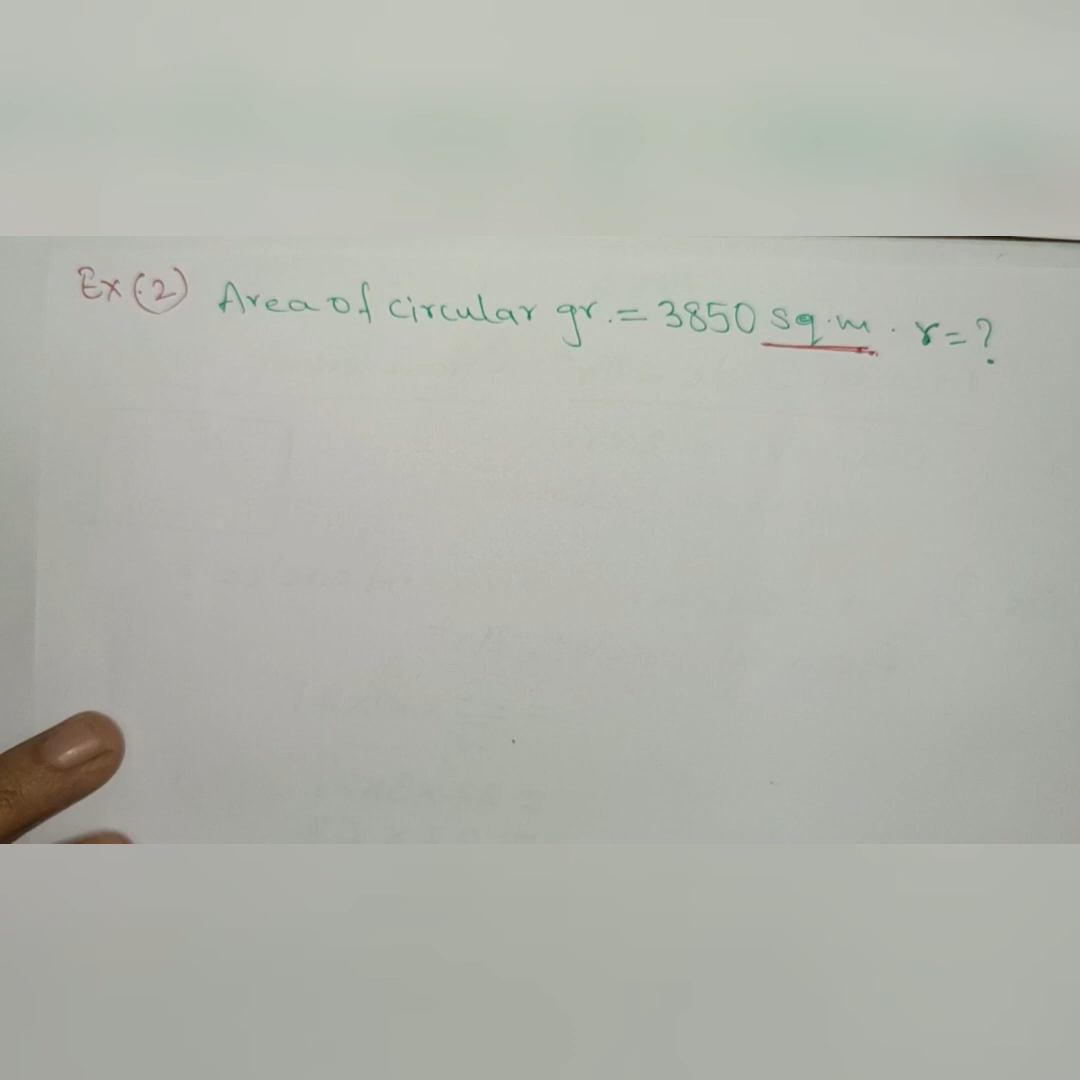 Ex (.2) Area of circular gr. = 3850 sq.m. r = ?